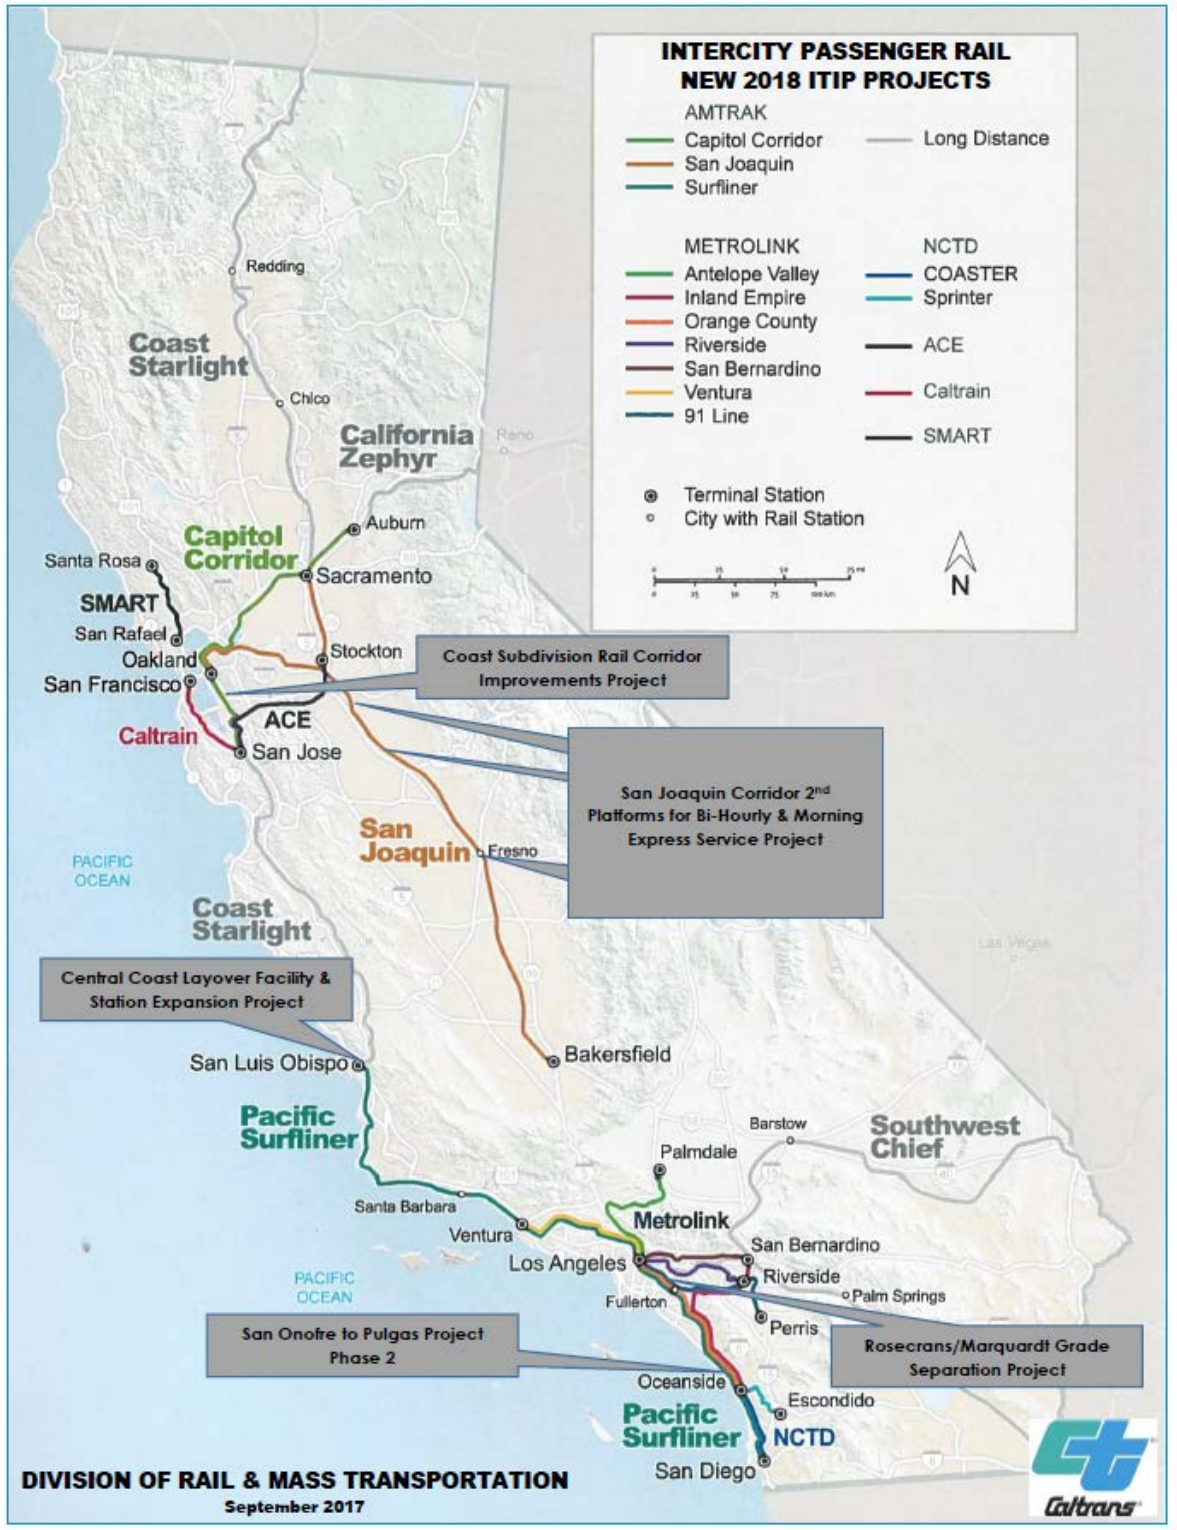 INTERCITY PASSENGER RAIL
NEW 2018 ITIP PROJECTS
AMTRAK
Capitol Corridor
San Joaquin
Surfliner
Long Distance
METROLINK
Antelope Valley
Inland Empire
Orange County
Riverside
San Bernardino
Ventura
91 Line
NCTD
COASTER
Sprinter
ACE
Caltrain
SMART
Terminal Station
City with Rail Station
N
Redding
Coast
Starlight
Chico
California
Zephyr
Reno
Auburn
Capitol
Corridor
Santa Rosa
Sacramento
SMART
San Rafael
Oakland
Stockton
San Francisco
Coast Subdivision Rail Corridor
Improvements Project
ACE
Caltrain
San Jose
San Joaquin Corridor 2nd
Platforms for Bi-Hourly & Morning
Express Service Project
San
Joaquin
Fresno
PACIFIC
OCEAN
Coast
Starlight
Las Vegas
Central Coast Layover Facility &
Station Expansion Project
San Luis Obispo
Bakersfield
Pacific
Surfliner
Barstow
Southwest
Chief
Palmdale
Santa Barbara
Ventura
Metrolink
Los Angeles
San Bernardino
Riverside
Palm Springs
Fullerton
Perris
PACIFIC
OCEAN
San Onofre to Pulgas Project
Phase 2
Rosecrans/Marquardt Grade
Separation Project
Oceanside
Escondido
Pacific
Surfliner
NCTD
San Diego
DIVISION OF RAIL & MASS TRANSPORTATION
September 2017
Caltrans